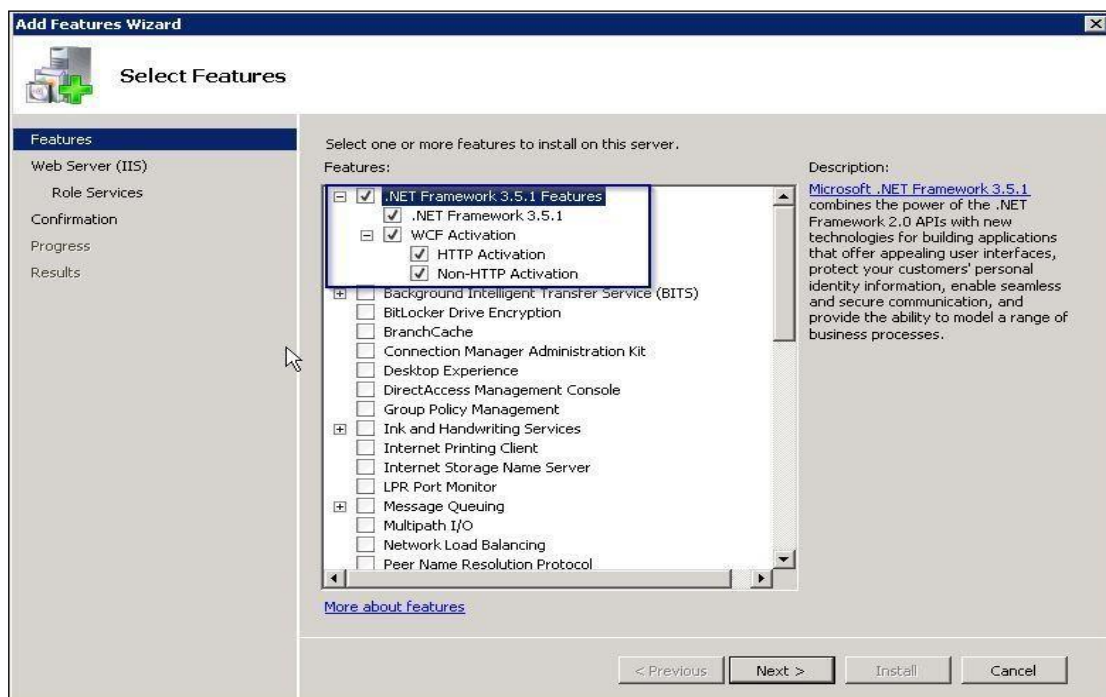 Add Features Wizard
Select Features
Features
Web Server (IIS)
Role Services
Confirmation
Progress
Results
Select one or more features to install on this server.
Features:
.NET Framework 3.5.1 Features
.NET Framework 3.5.1
WCF Activation
HTTP Activation
Non-HTTP Activation
Background Intelligent Transfer Service (BITS)
BitLocker Drive Encryption
BranchCache
Connection Manager Administration Kit
Desktop Experience
DirectAccess Management Console
Group Policy Management
Ink and Handwriting Services
Internet Printing Client
Internet Storage Name Server
LPR Port Monitor
Message Queuing
Multipath I/O
Network Load Balancing
Peer Name Resolution Protocol
More about features
Description:
Microsoft .NET Framework 3.5.1
combines the power of the .NET
Framework 2.0 APIs with new
technologies for building applications
that offer appealing user interfaces,
protect your customers' personal
identity information, enable seamless
and secure communication, and
provide the ability to model a range of
business processes.
< Previous
Next >
Install
Cancel